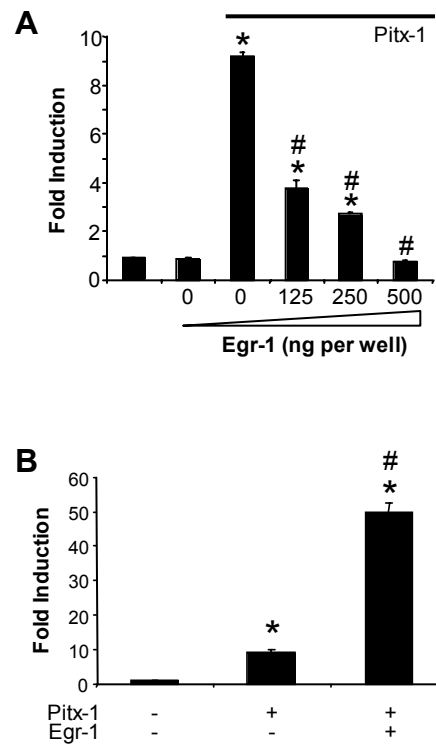 A
Pitx-1
10
8
6
4
2
0
Fold Induction
*
# *
# *
#
0 0 125 250 500
Egr-1 (ng per well)
B
60
50
40
30
20
10
0
Fold Induction
*
# *
Pitx-1 - + +
Egr-1 - - +